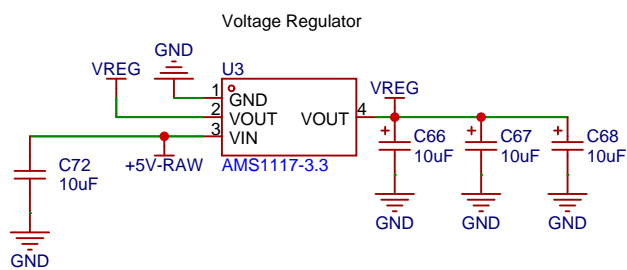 Voltage Regulator
GND
U3
VREG
VREG
1
GND
2
VOUT
VOUT
4
3
VIN
+
C66
10uF
+
C67
10uF
+
C68
10uF
C72
10uF
+5V-RAW
AMS1117-3.3
GND
GND
GND
GND